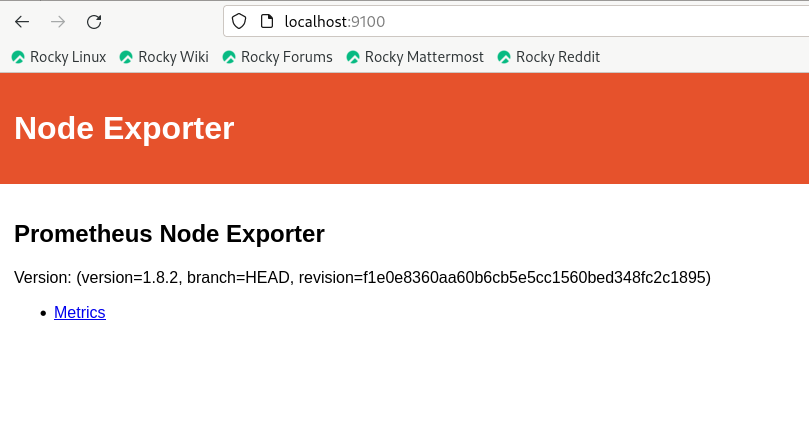 localhost:9100
Rocky Linux Rocky Wiki Rocky Forums Rocky Mattermost Rocky Reddit
Node Exporter
Prometheus Node Exporter
Version: (version=1.8.2, branch=HEAD, revision=f1e0e8360aa60b6cb5e5cc1560bed348fc2c1895)
• Metrics